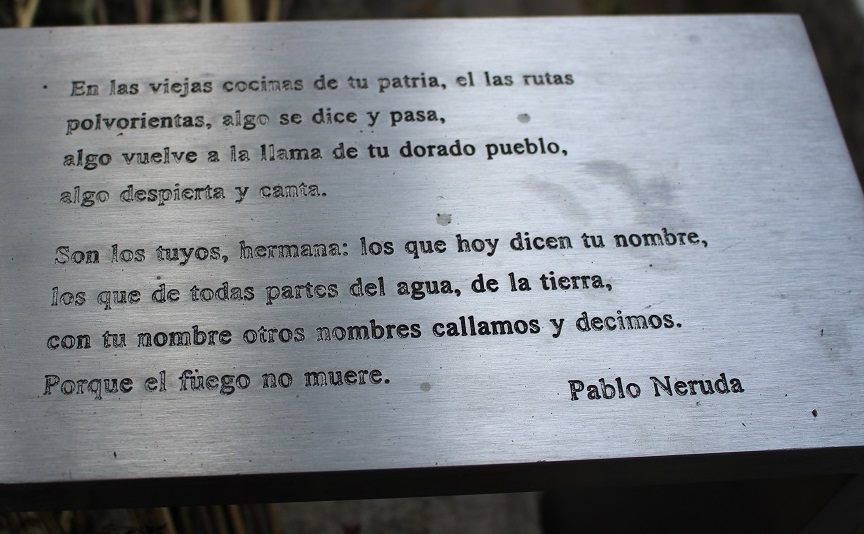 En las viejas cocinas de tu patria, el las rutas
polvorientas, algo se dice y pasa,
algo vuelve a la llama de tu dorado pueblo,
algo despierta y canta.
Son los tuyos, hermana: los que hoy dicen tu nombre,
los que de todas partes del agua, de la tierra,
con tu nombre otros nombres callamos y decimos.
Porque el fuego no muere.
Pablo Neruda